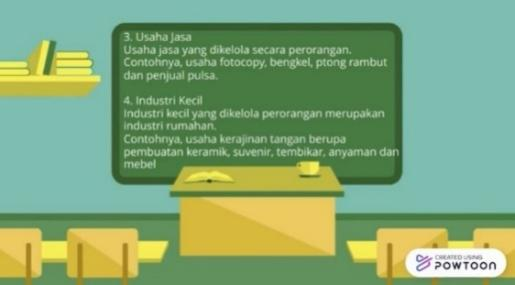 3. Usaha Jasa
Usaha jasa yang dikelola secara perorangan.
Contohnya, usaha fotocopy, bengkel, ptong rambut
dan penjual pulsa.
4. Industri Kecil
Industri kecil yang dikelola perorangan merupakan
industri rumahan.
Contohnya, usaha kerajinan tangan berupa
pembuatan keramik, suvenir, tembikar, anyaman dan
mebel
CREATED USING
POWTOON